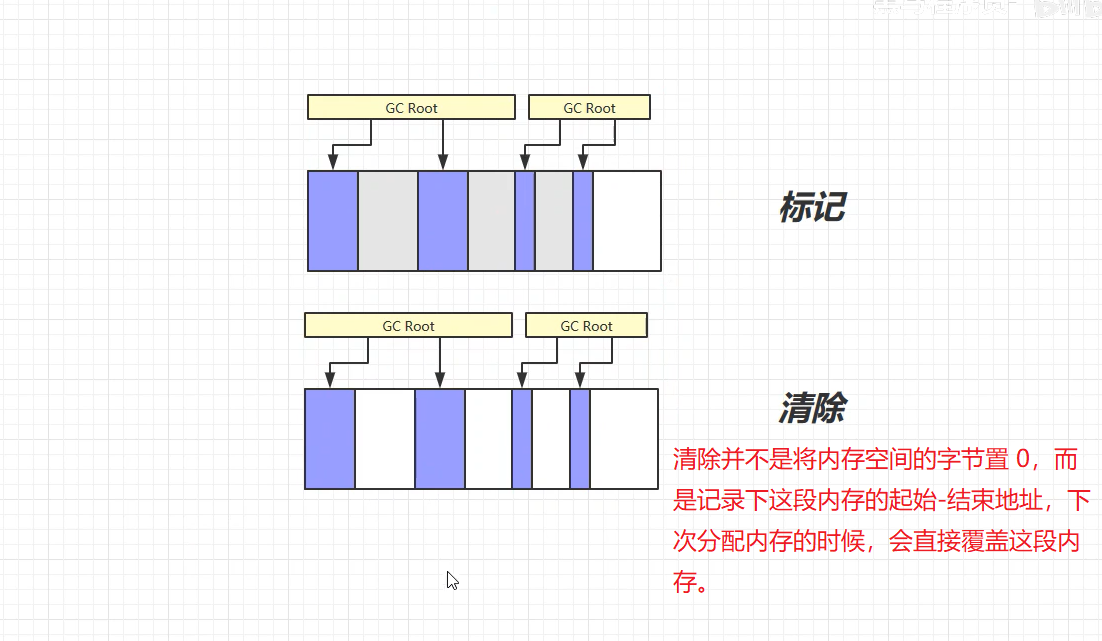 GC Root
GC Root
标记
GC Root
GC Root
清除
清除并不是将内存空间的字节置 0，而
是记录下这段内存的起始-结束地址，下
次分配内存的时候，会直接覆盖这段内
存。